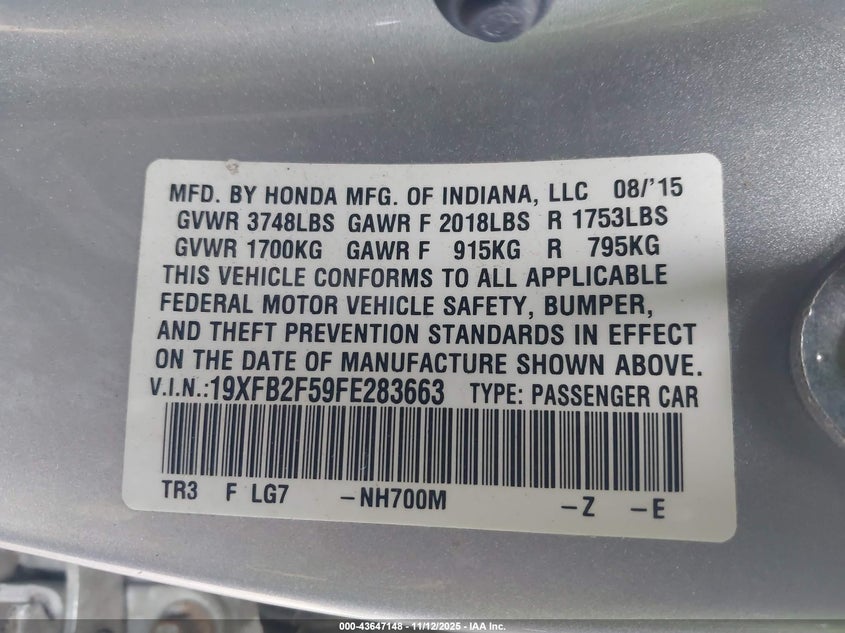 MFD. BY HONDA MFG. OF INDIANA, LLC 08/'15
GVWR 3748LBS GAWR F 2018LBS R 1753LBS
GVWR 1700KG GAWR F 915KG R 795KG
THIS VEHICLE CONFORMS TO ALL APPLICABLE
FEDERAL MOTOR VEHICLE SAFETY, BUMPER,
AND THEFT PREVENTION STANDARDS IN EFFECT
ON THE DATE OF MANUFACTURE SHOWN ABOVE.
V.I.N.:19XFB2F59FE283663 TYPE: PASSENGER CAR
TR3 F LG7 –NH700M –Z –E
000-43647148 - 11/12/2025 - IAA Inc.